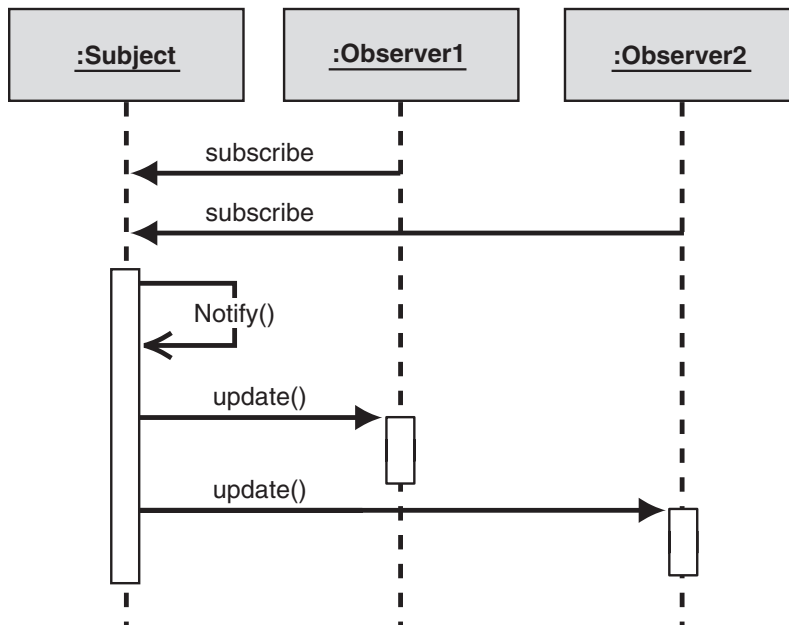 :Subject
:Observer1
:Observer2
subscribe
subscribe
Notify()
update()
update()